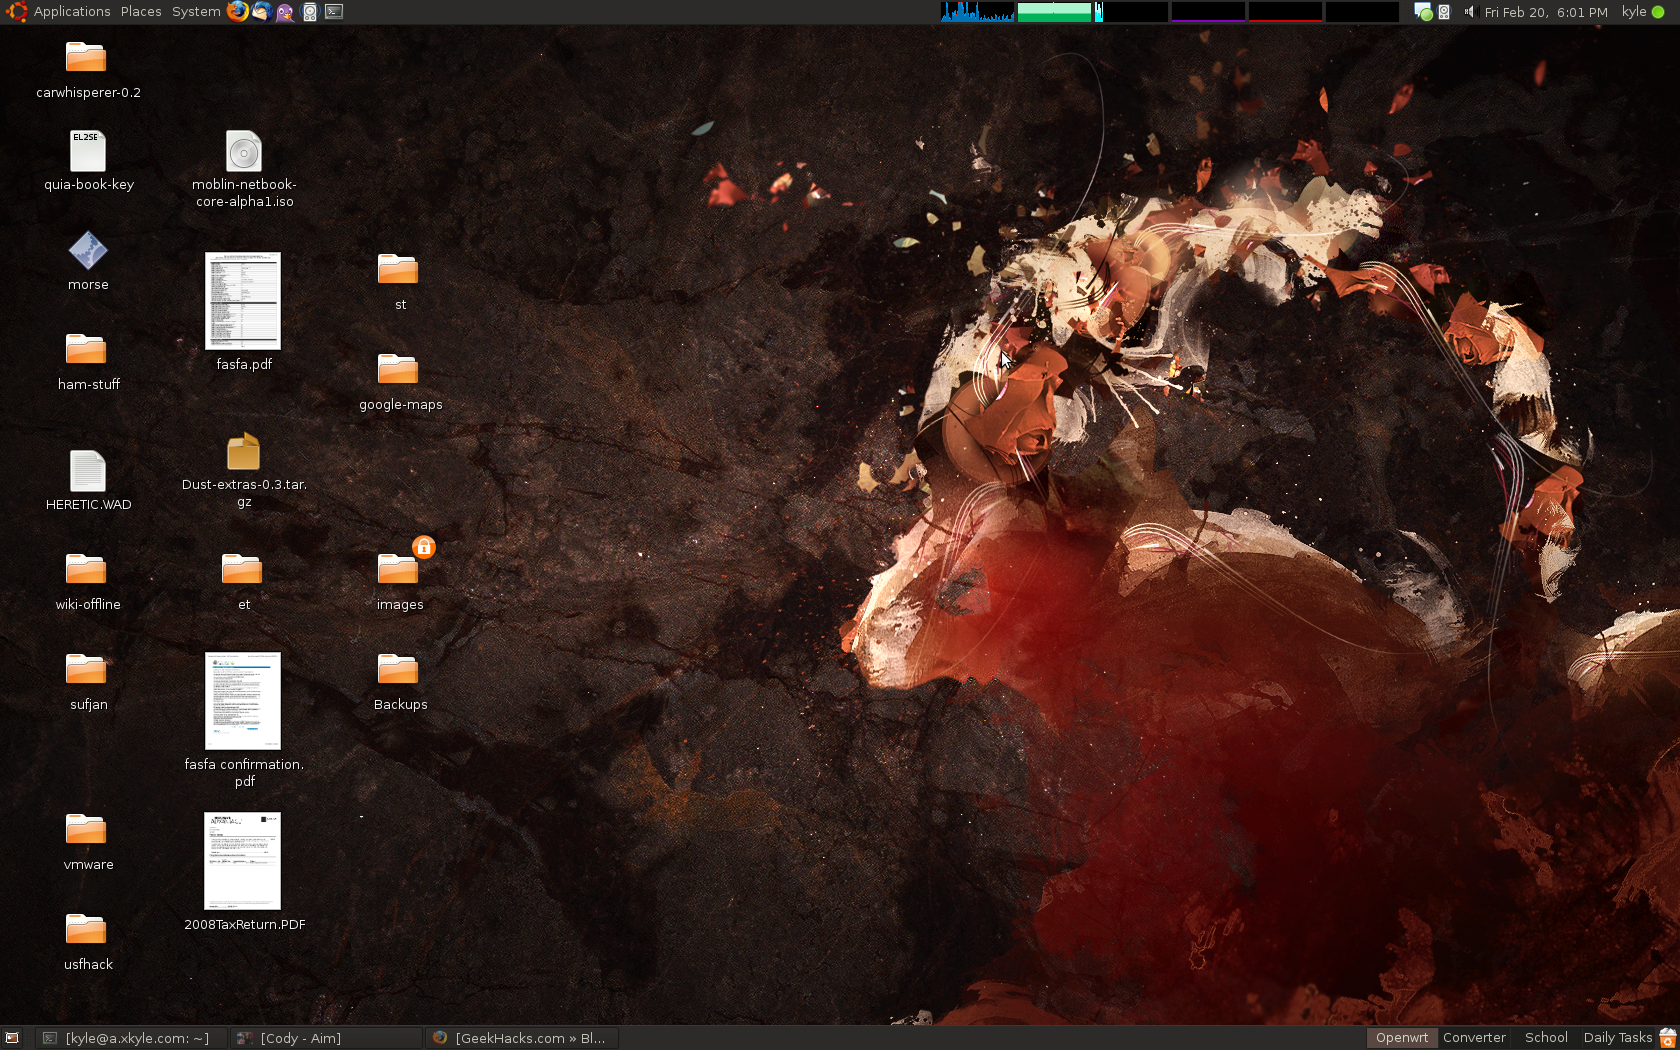 Applications Places System
Fri Feb 20, 6:01 PM kyle
carwhisperer-0.2
EL2SE
quia-book-key
moblin-netbook-
core-alpha1.iso
morse
st
fasfa.pdf
ham-stuff
google-maps
Dust-extras-0.3.tar.
gz
HERETIC.WAD
wiki-offline
et
images
sufjan
Backups
fasfa confirmation.
pdf
vmware
2008TaxReturn.PDF
usfhack
[kyle@a.xkyle.com: ~]
[Cody - Aim]
[GeekHacks.com » Bl...
Openwrt Converter School Daily Tasks